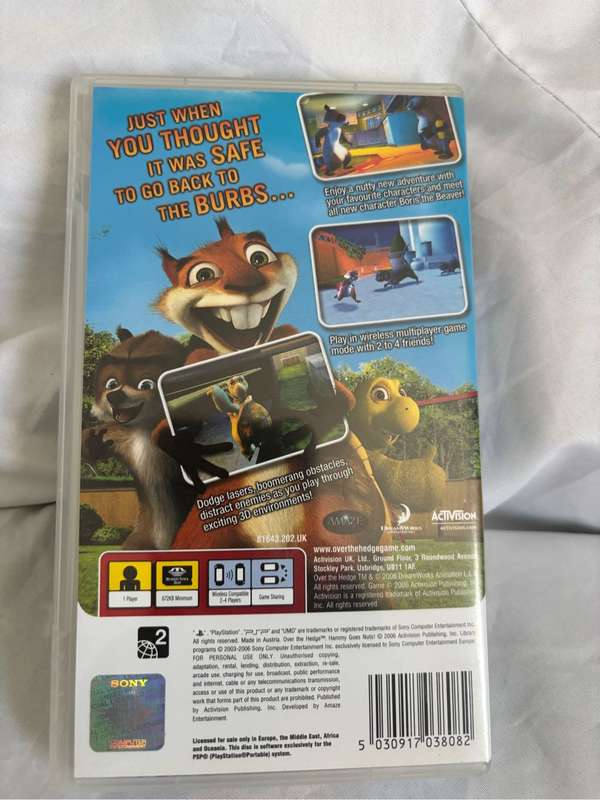 JUST WHEN
YOU THOUGHT
IT WAS SAFE
TO GO BACK TO
THE BURBS...
Enjoy a nutty new adventure with
your favourite characters and meet
all new character Boris the Beaver!
Play in wireless multiplayer game
mode with 2 to 4 friends!
Dodge lasers, boomerang obstacles,
distract enemies as you play through
exciting 3D environments!
AMAZE
DREAMWORKS
ACTIVISION
activision.com
81643.202.UK
www.overthehedgegame.com
Activision UK, Ltd., Ground Floor, 3 Roundwood Avenue
Stockley Park, Uxbridge, UB11 1AF
Over the Hedge TM & © 2006 DreamWorks Animation L.L.C.
All rights reserved. Game © 2006 Activision Publishing,
Inc. All rights reserved.
Activision is a registered trademark of Activision Publishing,
Inc. All rights reserved.
1 Player
672KB Minimum
Wireless Compatible
2-4 Players
Game Sharing
2
"PlayStation", and "UMD" are trademarks or registered trademarks of Sony Computer Entertainment Inc.
All rights reserved. Made in Austria. Over the Hedge™: Hammy Goes Nuts! © 2006 Activision Publishing, Inc. Library
programs © 2003-2006 Sony Computer Entertainment Inc. exclusively licensed to Sony Computer Entertainment Europe.
FOR PERSONAL USE ONLY. Unauthorised copying,
adaptation, rental, lending, distribution, extraction, re-sale,
arcade use, charging for use, broadcast, public performance
and internet, cable or any telecommunications transmission,
access or use of this product or any trademark or copyright
work that forms part of this product are prohibited. Published
by Activision Publishing, Inc. Developed by Amaze
Entertainment.
SONY
COMPUTER
Licensed for sale only in Europe, the Middle East, Africa
and Oceania. This disc is software exclusively for the
PSP® (PlayStation®Portable) system.
5 030917 038082